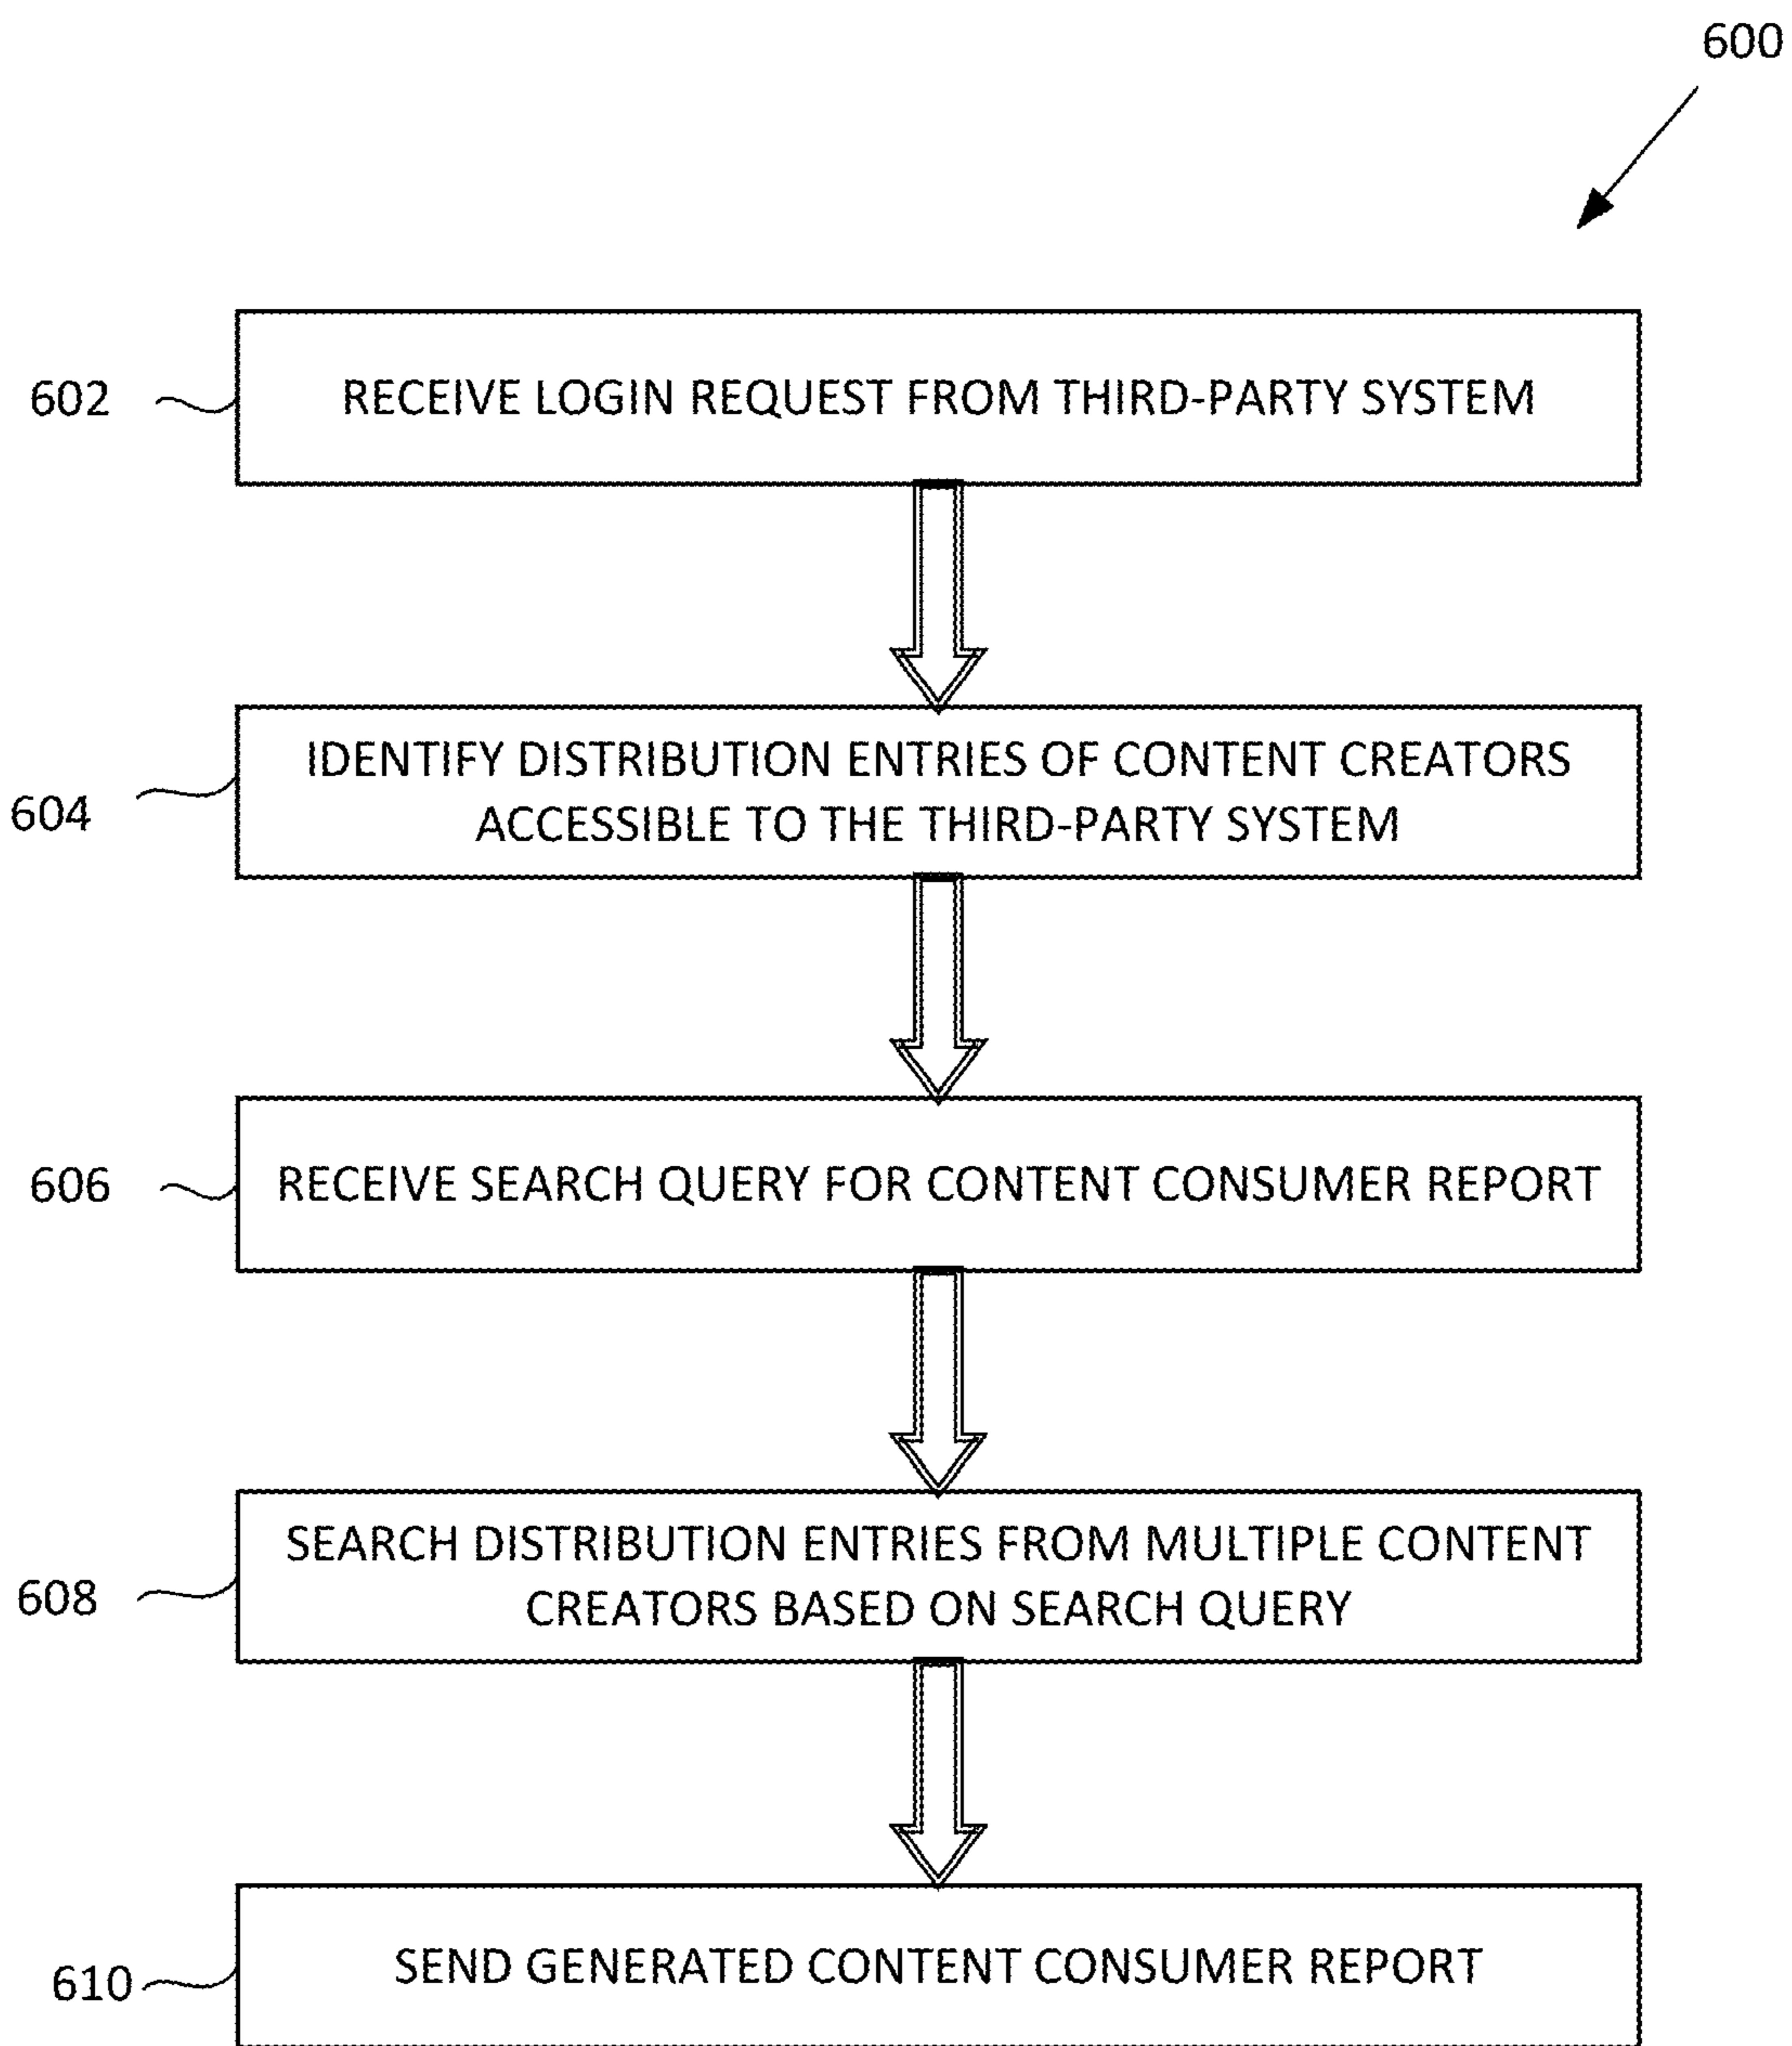 600
602
RECEIVE LOGIN REQUEST FROM THIRD-PARTY SYSTEM
604
IDENTIFY DISTRIBUTION ENTRIES OF CONTENT CREATORS
ACCESSIBLE TO THE THIRD-PARTY SYSTEM
606
RECEIVE SEARCH QUERY FOR CONTENT CONSUMER REPORT
608
SEARCH DISTRIBUTION ENTRIES FROM MULTIPLE CONTENT
CREATORS BASED ON SEARCH QUERY
610
SEND GENERATED CONTENT CONSUMER REPORT